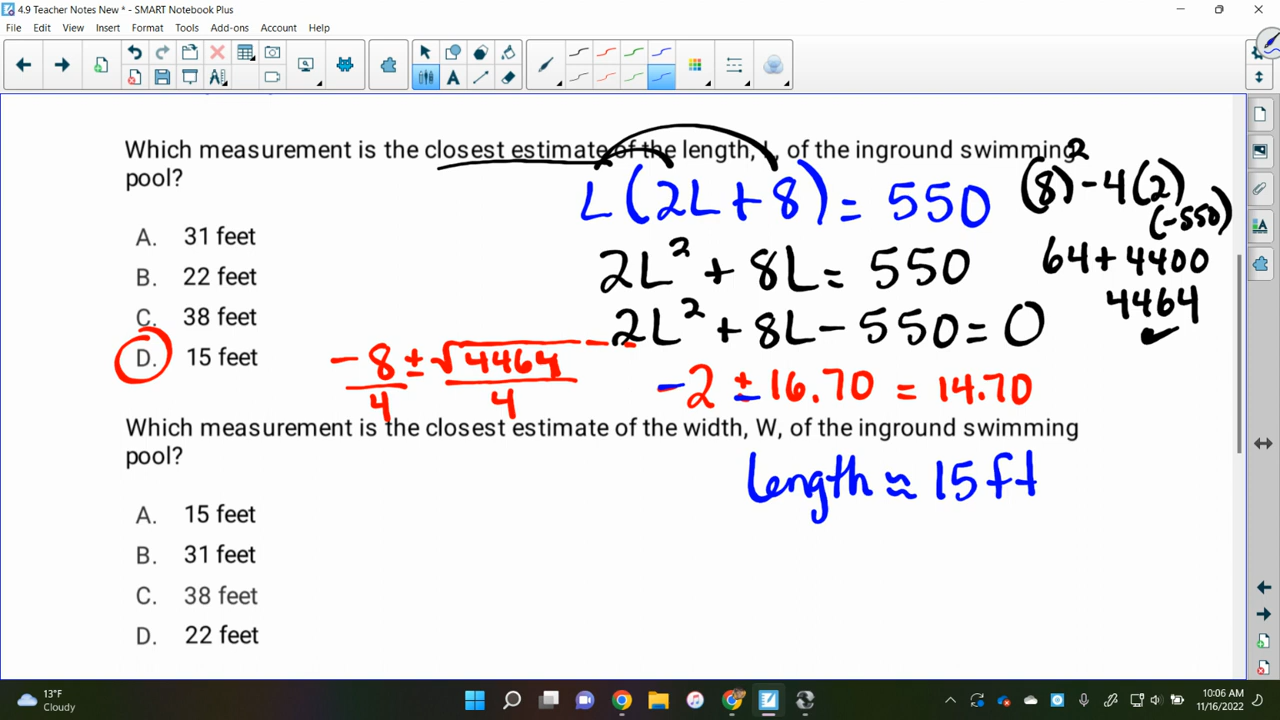 4.9 Teacher Notes New * - SMART Notebook Plus
File Edit View Insert Format Add-ons Tools Account Help
Which measurement is the closest estimate of the length, L, of the inground swimming
pool?
L(2L+8) = 550
(8)²-4(2)
(-550)
A. 31 feet
2L² + 8L = 550
64+4400
B. 22 feet
4464
C. 38 feet
2L² + 8L - 550 = 0
D. 15 feet
-8 ± √4464
4 4
-2 ± 16.70 = 14.70
Which measurement is the closest estimate of the width, W, of the inground swimming
pool?
length ≈ 15 ft
A. 15 feet
B. 31 feet
C. 38 feet
D. 22 feet
13°F
Cloudy
10:06 AM
11/16/2022